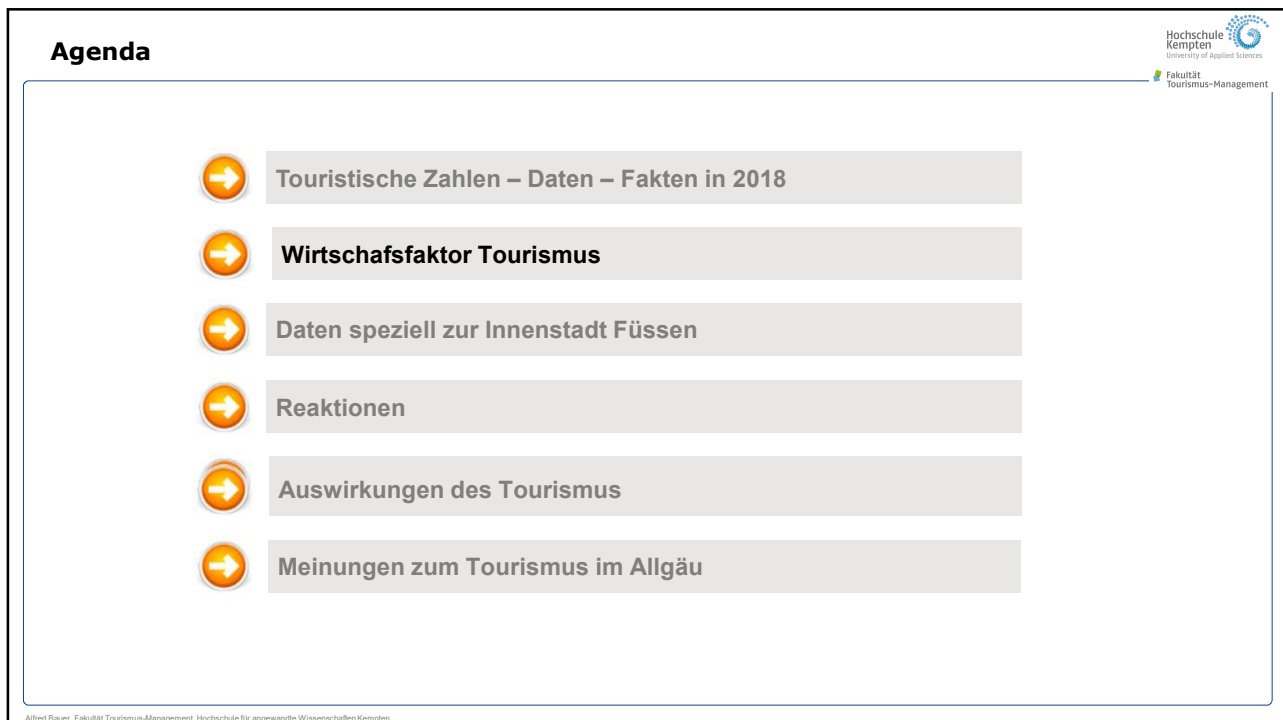 Agenda
Hochschule
Kempten
University of Applied Sciences
Fakultät
Tourismus-Management
Touristische Zahlen – Daten – Fakten in 2018
Wirtschafsfaktor Tourismus
Daten speziell zur Innenstadt Füssen
Reaktionen
Auswirkungen des Tourismus
Meinungen zum Tourismus im Allgäu
Alfred Bauer, Fakultät Tourismus-Management, Hochschule für angewandte Wissenschaften Kempten